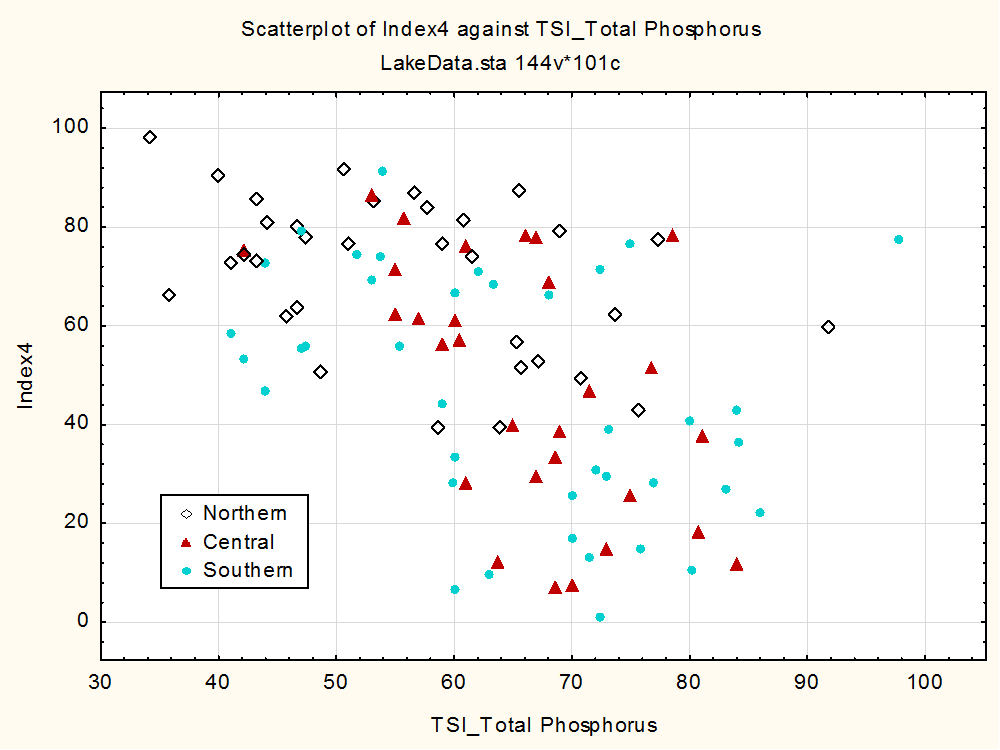 Scatterplot of Index4 against TSI_Total Phosphorus
LakeData.sta 144v*101c
100
80
60
40
20
0
Index4
Northern
Central
Southern
30 40 50 60 70 80 90 100
TSI_Total Phosphorus